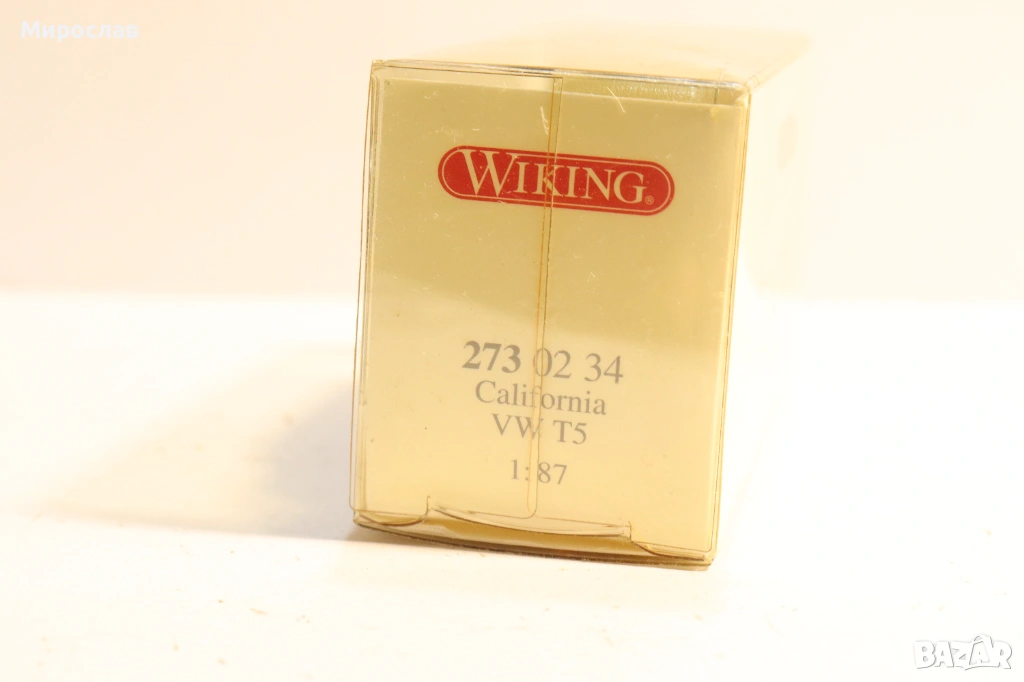 Мирослав
WIKING®
273 02 34
California
VW T5
1:87
BAZAR